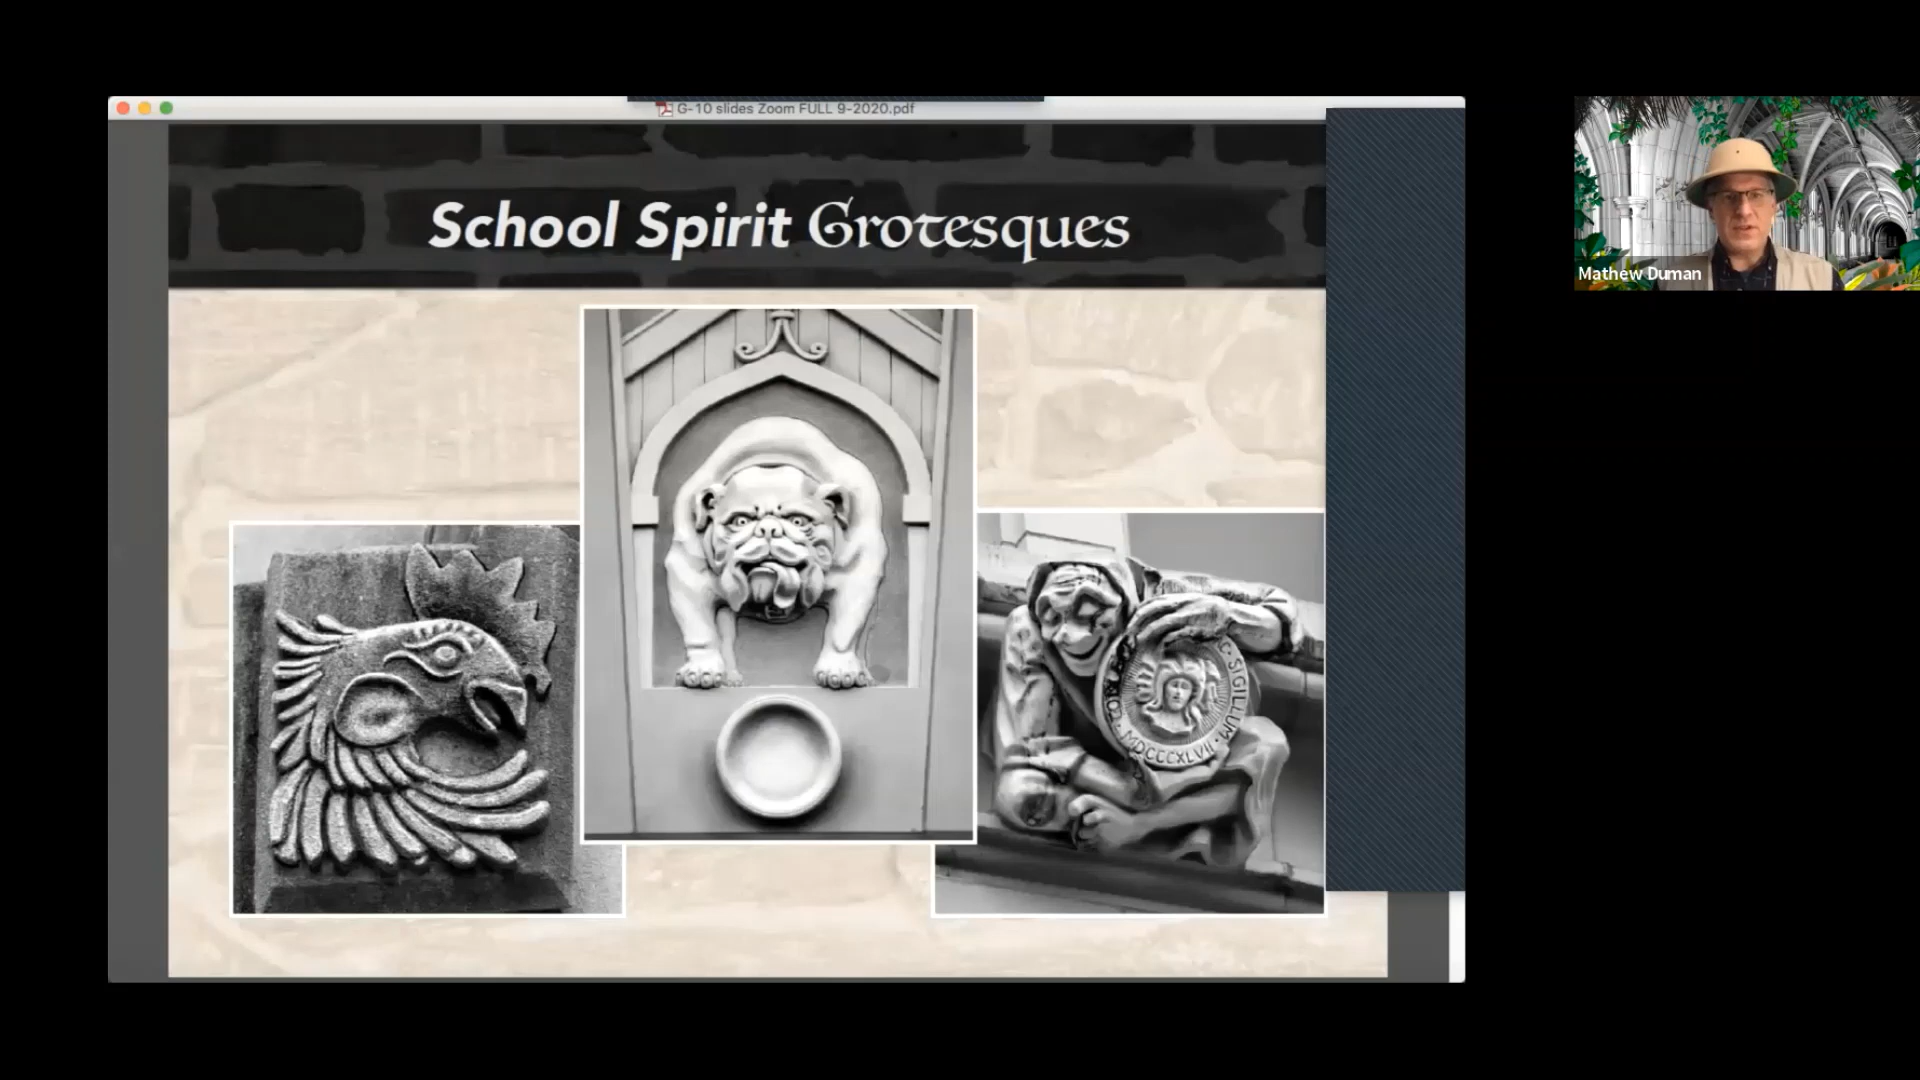 G-10 slides Zoom FULL 9-2020.pdf
School Spirit Grotesques
C. SIGILLUM.
MDCCCXLVII.
Mathew Duman